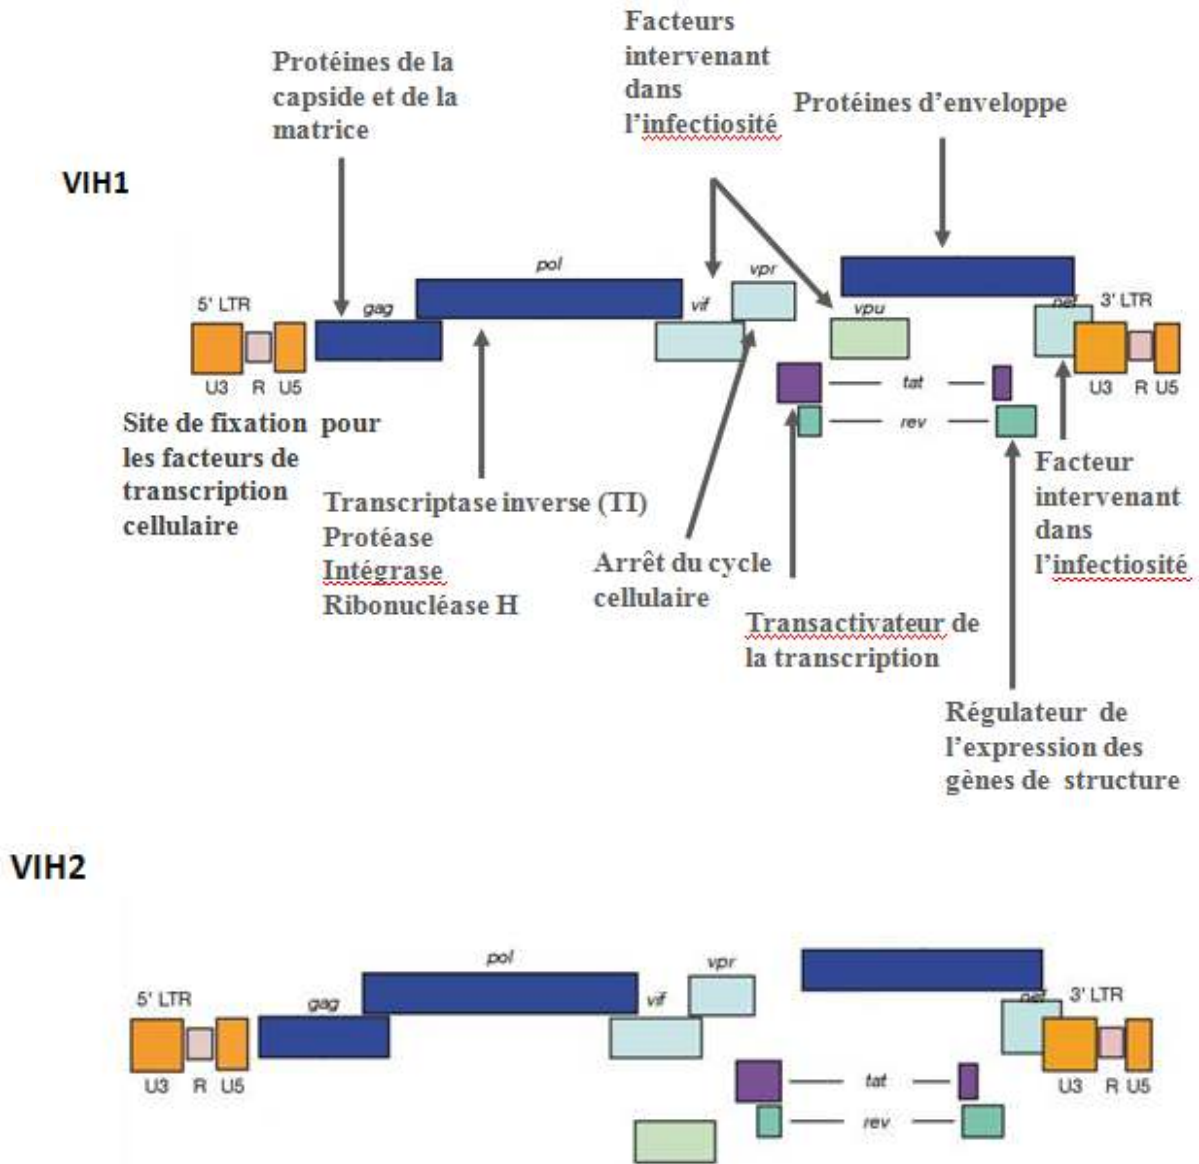 Facteurs
intervenant
dans
l’infectiosité
Protéines de la
capside et de la
matrice
Protéines d’enveloppe
VIH1
pol
vpr
5' LTR
gag
vif
vpu
nef
3' LTR
U3 R U5
tat
U3 R U5
rev
Site de fixation pour
les facteurs de
transcription
cellulaire
Transcriptase inverse (TI)
Protéase
Intégrase
Ribonucléase H
Arrêt du cycle
cellulaire
Transactivateur de
la transcription
Facteur
intervenant
dans
l’infectiosité
Régulateur de
l’expression des
gènes de structure
VIH2
pol
vpr
5' LTR
gag
vif
nef
3' LTR
U3 R U5
tat
U3 R U5
rev